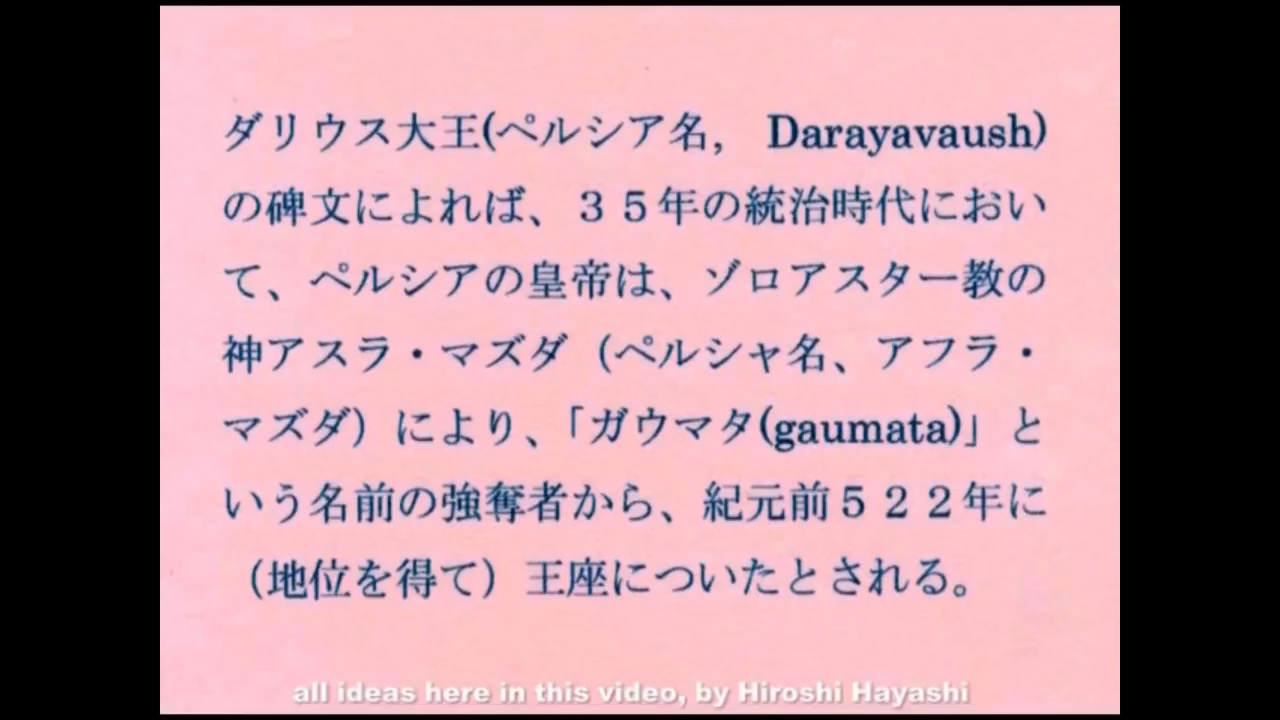 ダリウス大王(ペルシア名, Darayavaush)
の碑文によれば、３５年の統治時代におい
て、ペルシアの皇帝は、ゾロアスター教の
神アスラ・マズダ（ペルシャ名、アフラ・
マズダ）により、「ガウマタ(gaumata)」と
いう名前の強奪者から、紀元前５２２年に
（地位を得て）王座についたとされる。
all ideas here in this video, by Hiroshi Hayashi